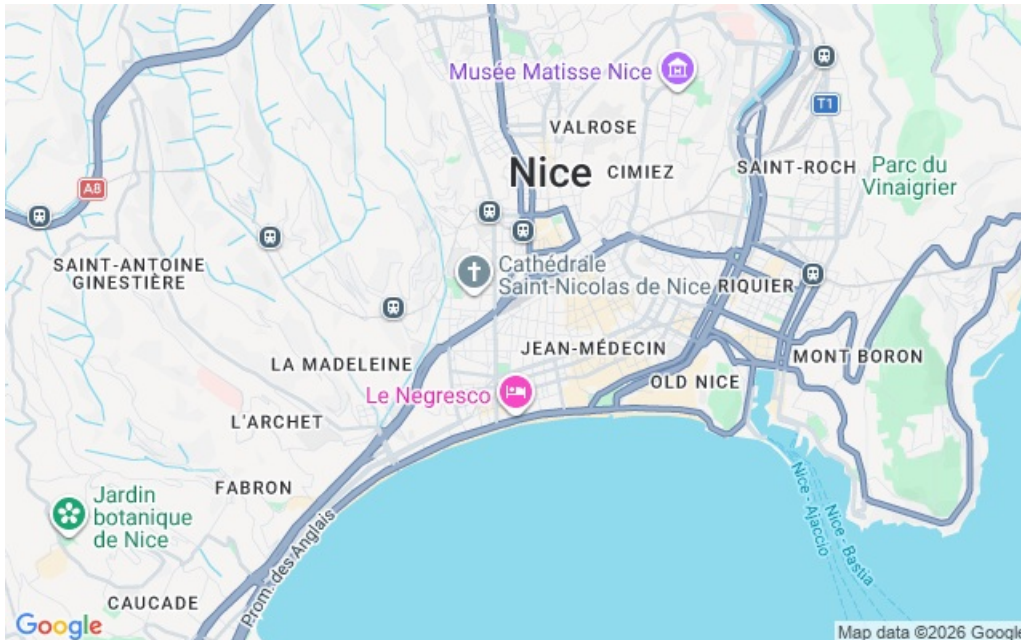 Musée Matisse Nice
T1
VALROSE
Nice
CIMIEZ
SAINT-ROCH
Parc du
Vinaigrier
A8
SAINT-ANTOINE
GINESTIÈRE
Cathédrale
Saint-Nicolas de Nice
RIQUIER
JEAN-MÉDECIN
MONT BORON
LA MADELEINE
OLD NICE
Le Negresco
L'ARCHET
FABRON
Jardin
botanique
de Nice
Prom. des Anglais
Nice - Ajaccio
Nice - Bastia
CAUCADE
Google
Map data ©2026 Google